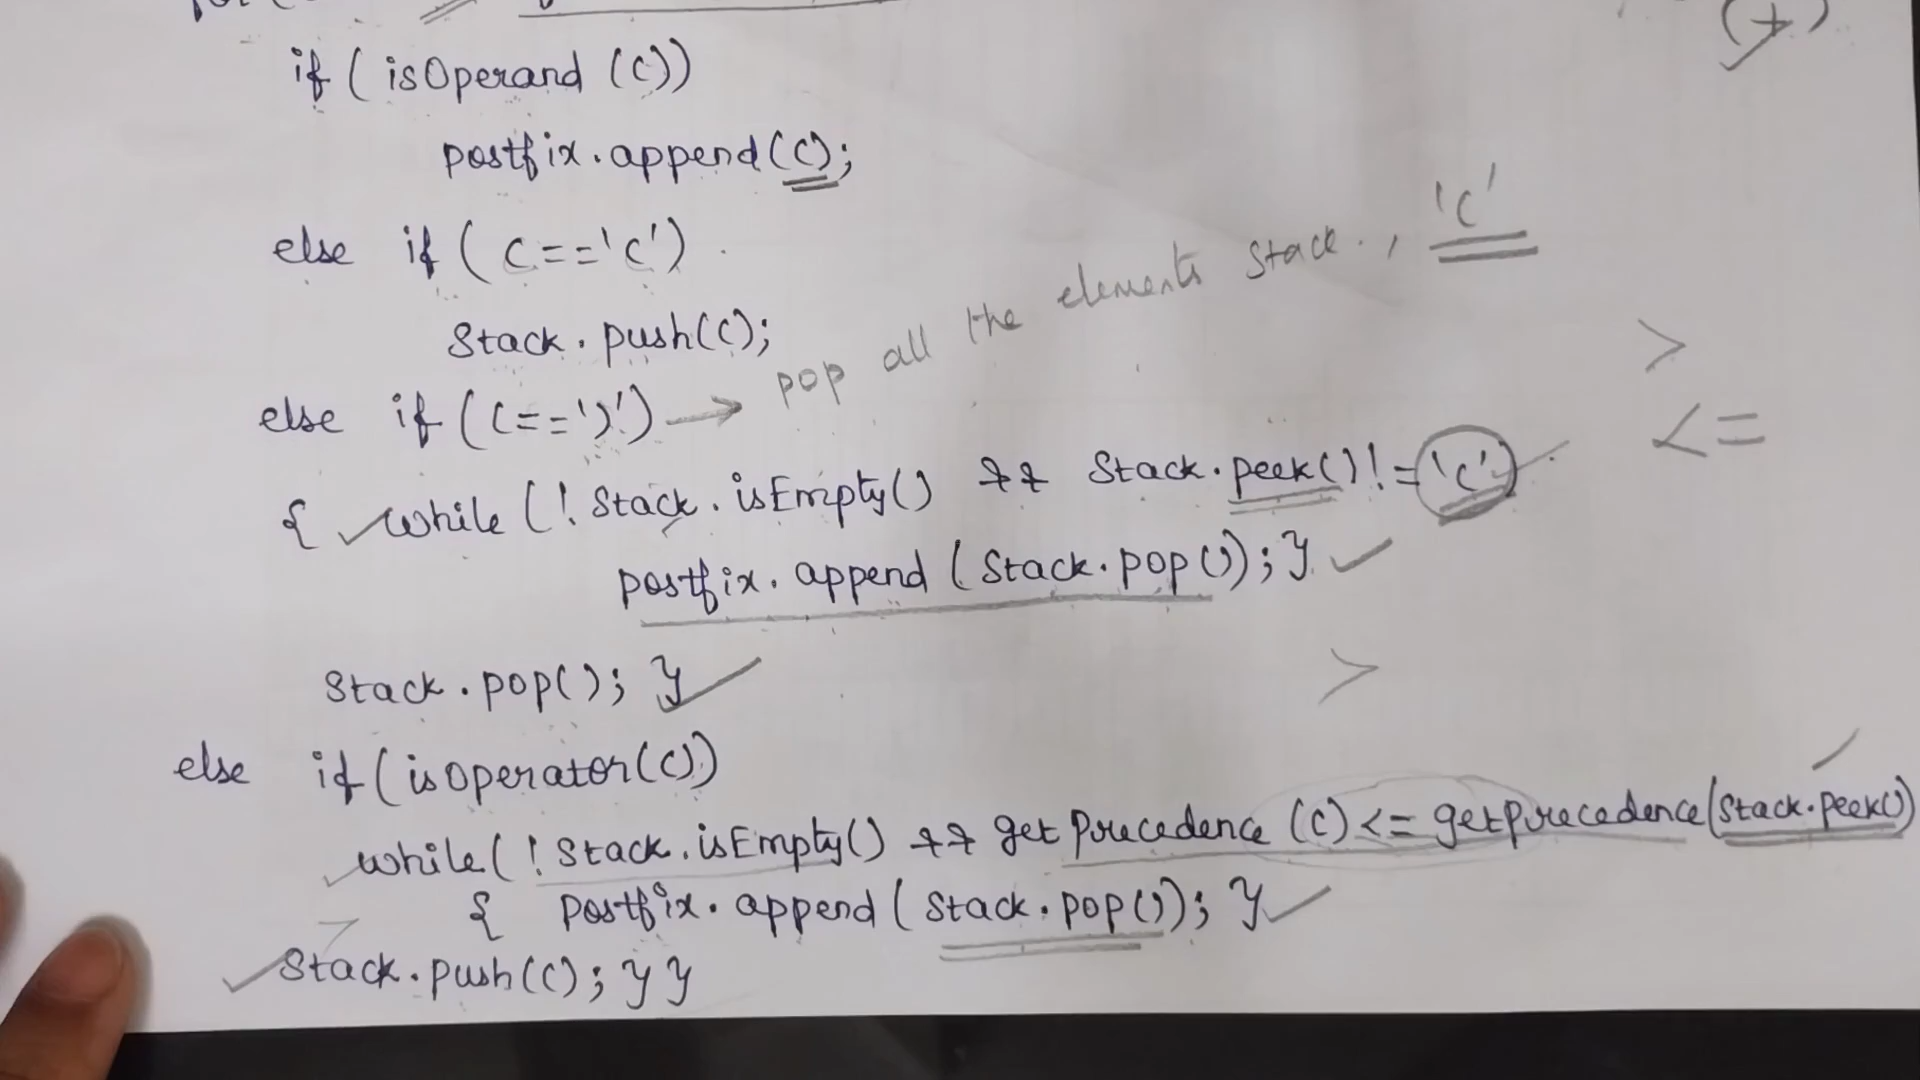 (+)
if ( isOperand (c))
postfix.append(c);
else if ( c=='(')
Stack.push(c);
else if (c==')') → pop all the elements stack., '('
>
<=
{ while (! Stack.isEmpty() && Stack.peek()!='('
postfix.append (Stack.pop()); }
Stack.pop(); }
>
else if (isOperator(c))
while( ! Stack.isEmpty() && getPrecedence (c) <= getPrecedence(Stack.peek()
{ Postfix.append (Stack.pop()); }
Stack.push(c); } }